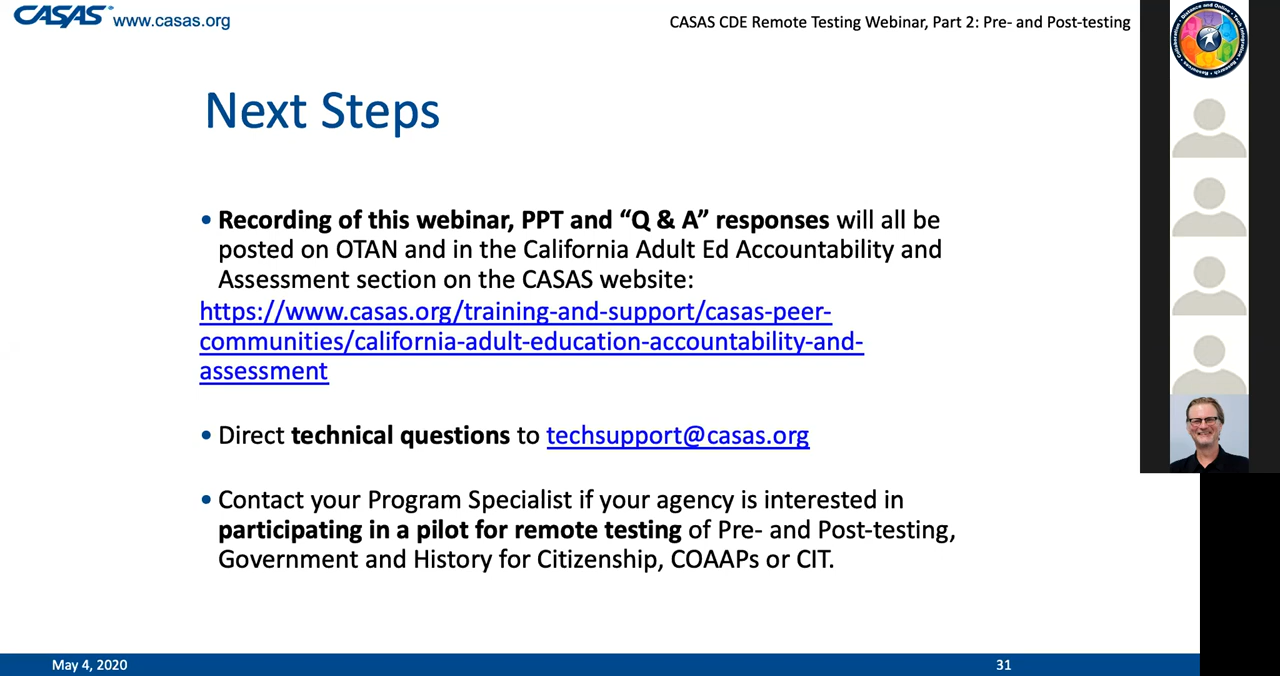 CASAS® www.casas.org
CASAS CDE Remote Testing Webinar, Part 2: Pre- and Post-testing
Next Steps
• Recording of this webinar, PPT and “Q & A” responses will all be
posted on OTAN and in the California Adult Ed Accountability and
Assessment section on the CASAS website:
https://www.casas.org/training-and-support/casas-peer-
communities/california-adult-education-accountability-and-
assessment
• Direct technical questions to techsupport@casas.org
• Contact your Program Specialist if your agency is interested in
participating in a pilot for remote testing of Pre- and Post-testing,
Government and History for Citizenship, COAAPs or CIT.
May 4, 2020
31